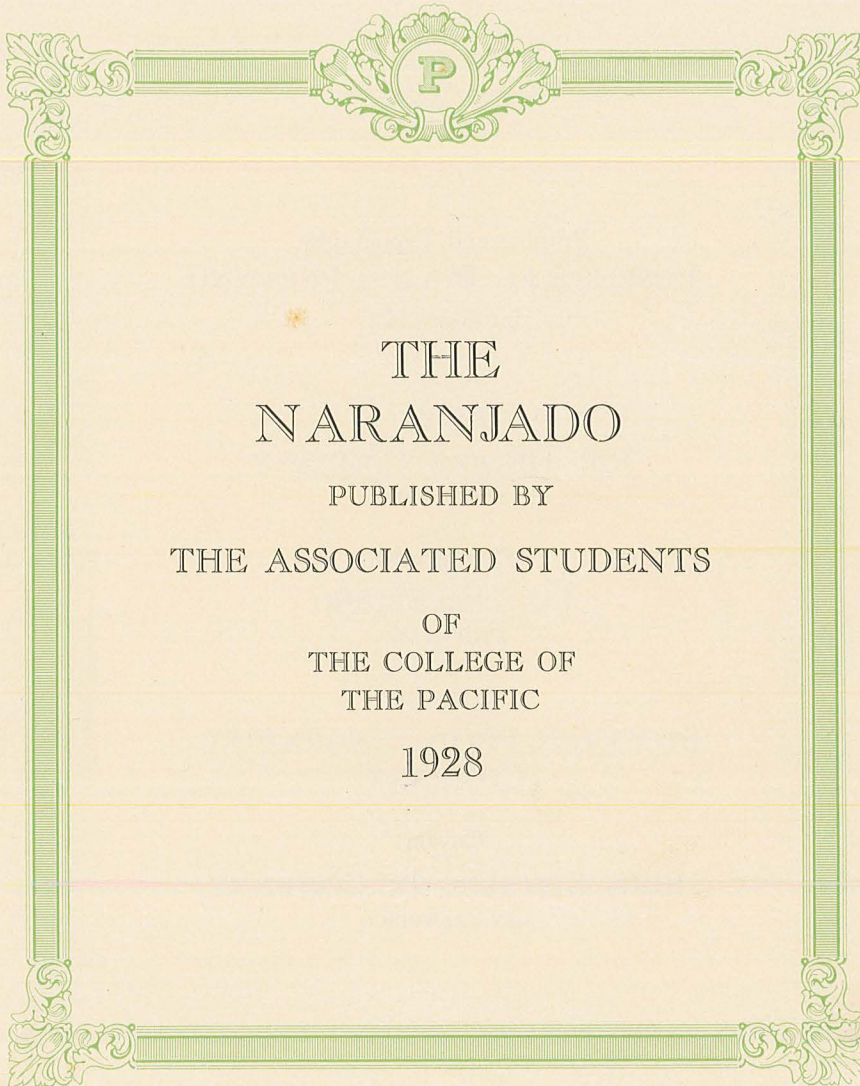 P
THE
NARANJADO
PUBLISHED BY
THE ASSOCIATED STUDENTS
OF
THE COLLEGE OF
THE PACIFIC
1928